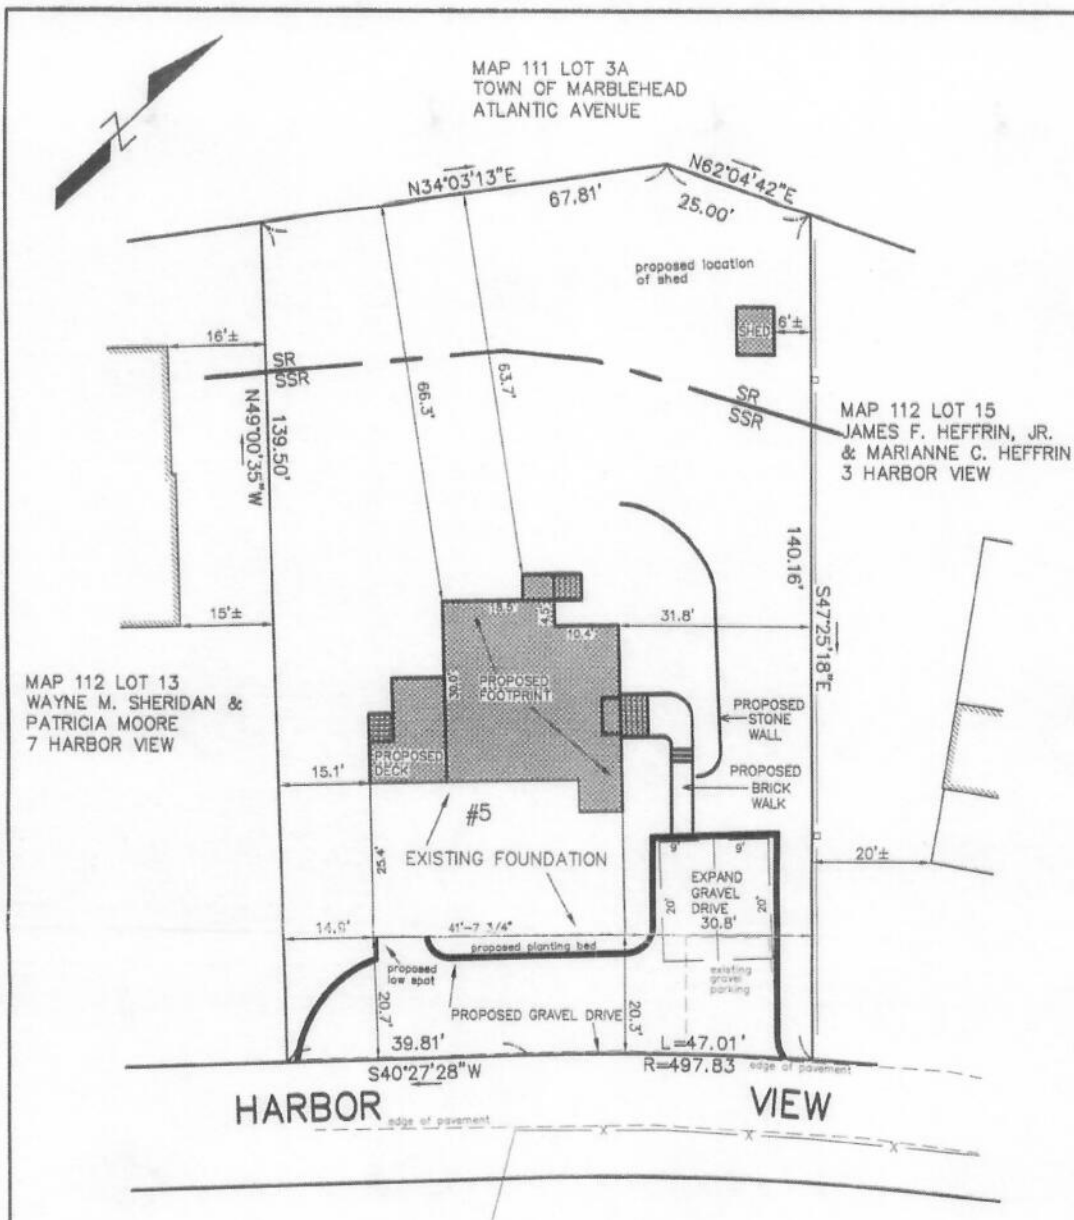 MAP 111 LOT 3A
TOWN OF MARBLEHEAD
ATLANTIC AVENUE
N34°03'13"E
67.81'
N62°04'42"E
25.00'
proposed location
of shed
SHED
6'±
16'±
SR
SSR
SR
SSR
N49°00'35"W
139.50'
66.3'
63.7'
MAP 112 LOT 15
JAMES F. HEFFRIN, JR.
& MARIANNE C. HEFFRIN
3 HARBOR VIEW
140.16'
S47°25'18"E
15'±
4.5'
10.4'
31.8'
30.0'
PROPOSED
FOOTPRINT
MAP 112 LOT 13
WAYNE M. SHERIDAN &
PATRICIA MOORE
7 HARBOR VIEW
PROPOSED
DECK
PROPOSED
STONE
WALL
PROPOSED
BRICK
WALK
15.1'
#5
EXISTING FOUNDATION
25.4'
9'
9'
EXPAND
GRAVEL
DRIVE
20'
20'
30.8'
20'±
14.9'
41'-7 3/4"
proposed planting bed
proposed
low spot
existing
gravel
parking
20.7'
PROPOSED GRAVEL DRIVE
20.3'
39.81'
S40°27'28"W
L=47.01'
R=497.83
edge of pavement
HARBOR VIEW
edge of pavement